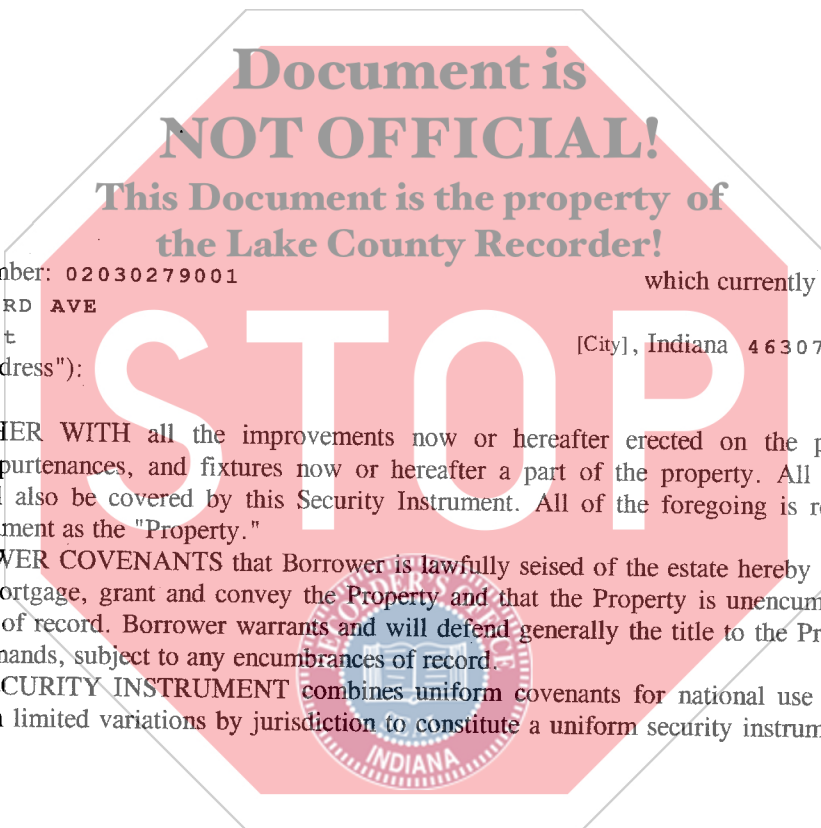 Document is
NOT OFFICIAL!
This Document is the property of
the Lake County Recorder!
mber: 02030279001 which currently
RD AVE
t [City], Indiana 46307
dress"):
STOP
HER WITH all the improvements now or hereafter erected on the p
purtenances, and fixtures now or hereafter a part of the property. All
l also be covered by this Security Instrument. All of the foregoing is r
ment as the "Property."
WER COVENANTS that Borrower is lawfully seised of the estate hereby
ortgage, grant and convey the Property and that the Property is unencum
of record. Borrower warrants and will defend generally the title to the Pr
mands, subject to any encumbrances of record.
CURITY INSTRUMENT combines uniform covenants for national use
n limited variations by jurisdiction to constitute a uniform security instrum
RECORDER'S OFFICE
INDIANA